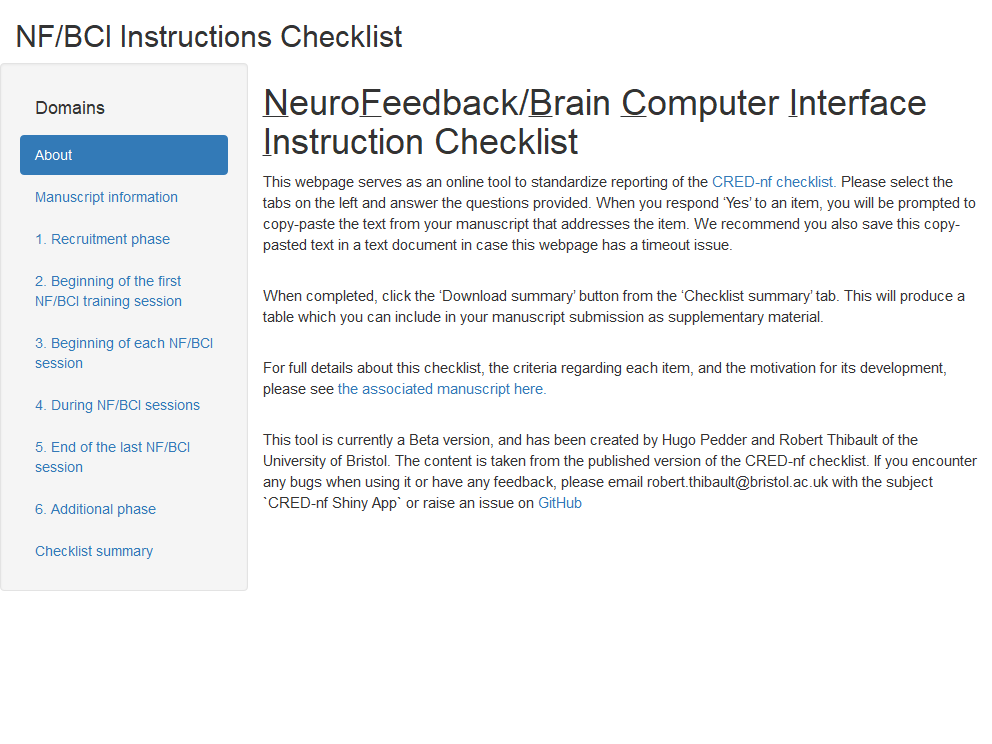 NF/BCI Instructions Checklist
Domains
About
Manuscript information
1. Recruitment phase
2. Beginning of the first
NF/BCI training session
3. Beginning of each NF/BCI
session
4. During NF/BCI sessions
5. End of the last NF/BCI
session
6. Additional phase
Checklist summary
NeuroFeedback/Brain Computer Interface
Instruction Checklist
This webpage serves as an online tool to standardize reporting of the CRED-nf checklist. Please select the
tabs on the left and answer the questions provided. When you respond ‘Yes’ to an item, you will be prompted to
copy-paste the text from your manuscript that addresses the item. We recommend you also save this copy-
pasted text in a text document in case this webpage has a timeout issue.
When completed, click the ‘Download summary’ button from the ‘Checklist summary’ tab. This will produce a
table which you can include in your manuscript submission as supplementary material.
For full details about this checklist, the criteria regarding each item, and the motivation for its development,
please see the associated manuscript here.
This tool is currently a Beta version, and has been created by Hugo Pedder and Robert Thibault of the
University of Bristol. The content is taken from the published version of the CRED-nf checklist. If you encounter
any bugs when using it or have any feedback, please email robert.thibault@bristol.ac.uk with the subject
`CRED-nf Shiny App` or raise an issue on GitHub